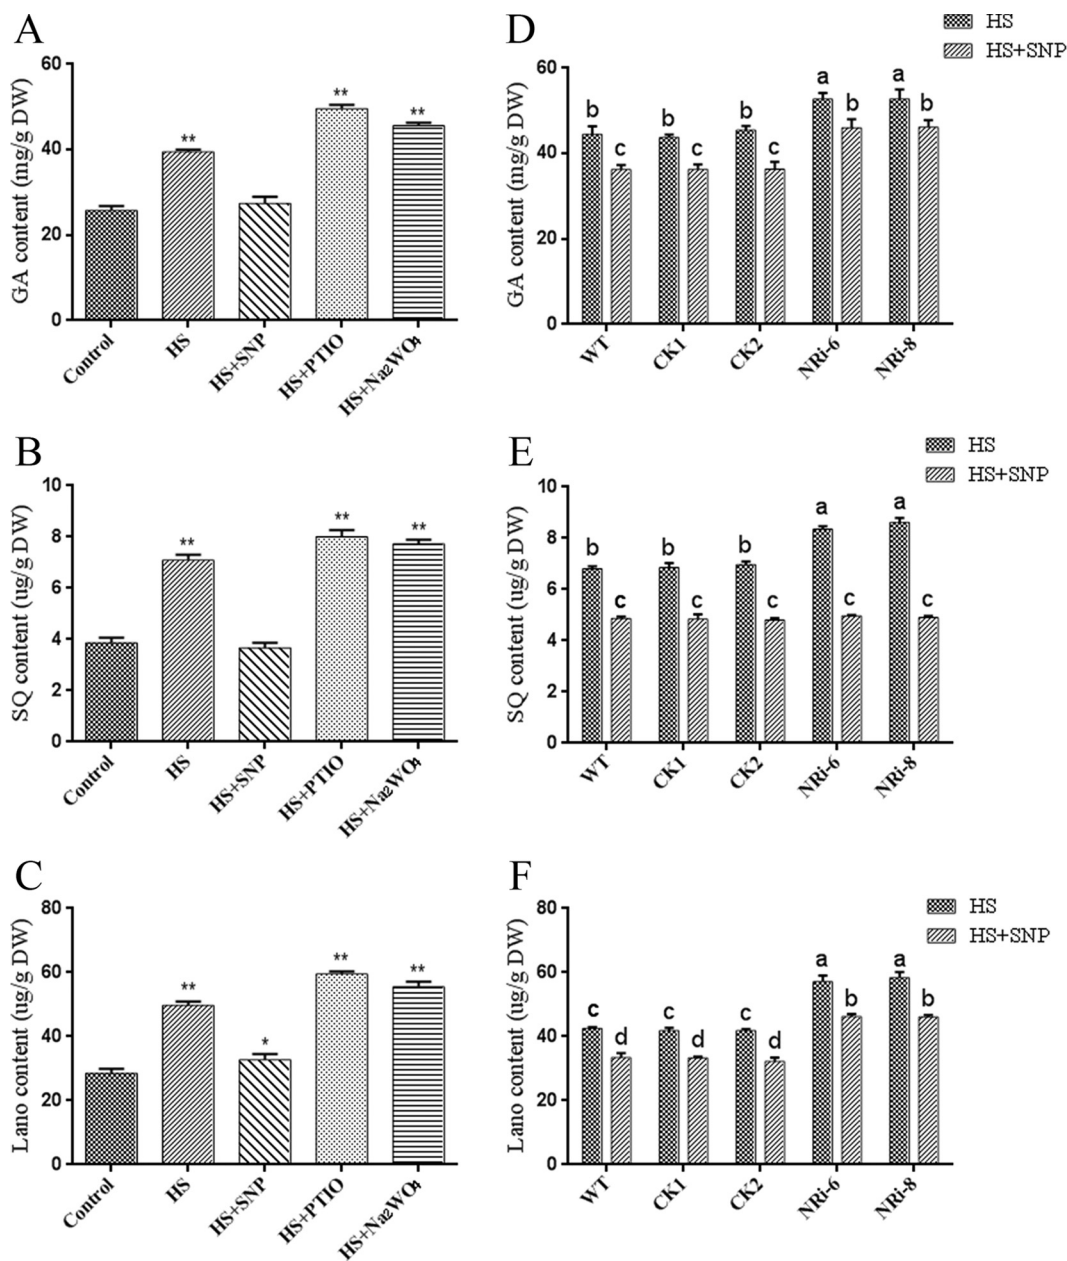 A
GA content (mg/g DW)
60
40
20
0
**
**
**
Control
HS
HS+SNP
HS+PTIO
HS+Na2WO4
D
HS
HS+SNP
GA content (mg/g DW)
60
40
20
0
b
c
b
c
b
c
a
b
a
b
WT
CK1
CK2
NRi-6
NRi-8
B
SQ content (ug/g DW)
10
8
6
4
2
0
**
**
**
Control
HS
HS+SNP
HS+PTIO
HS+Na2WO4
E
HS
HS+SNP
SQ content (ug/g DW)
10
8
6
4
2
0
b
c
b
c
b
c
a
c
a
c
WT
CK1
CK2
NRi-6
NRi-8
C
Lano content (ug/g DW)
80
60
40
20
0
**
*
**
**
Control
HS
HS+SNP
HS+PTIO
HS+Na2WO4
F
HS
HS+SNP
Lano content (ug/g DW)
80
60
40
20
0
c
d
c
d
c
d
a
b
a
b
WT
CK1
CK2
NRi-6
NRi-8